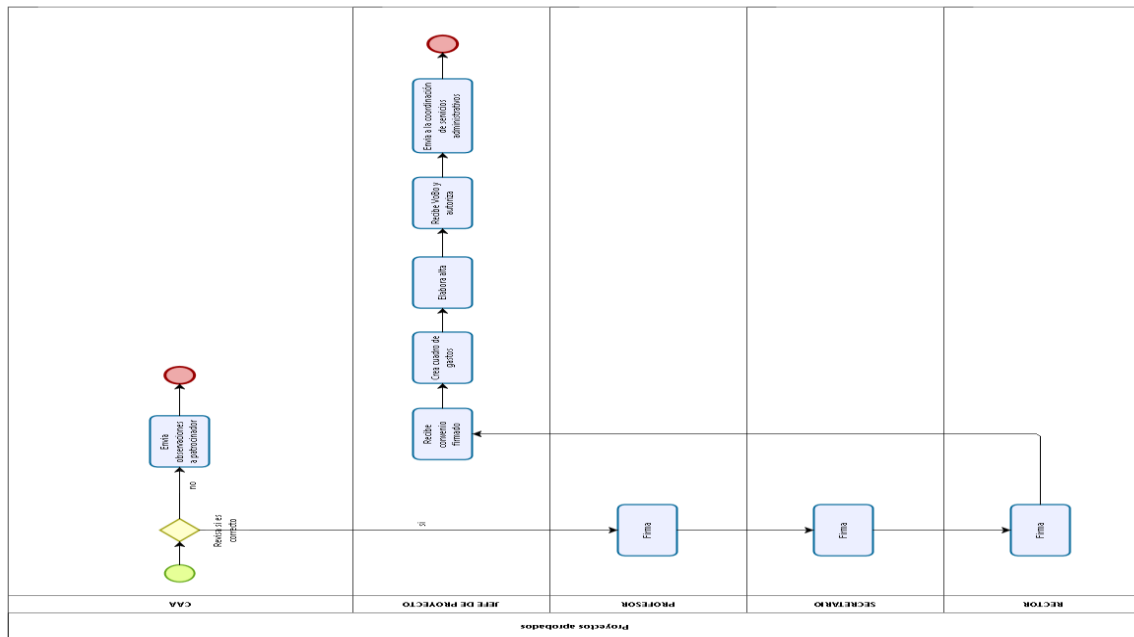 Proyectos aprobados
CAA
JEFE DE PROYECTO
PROFESOR
SECRETARIO
RECTOR
Revisa si es
correcto
no
si
Envía
observaciones
a patrocinador
Firma
Firma
Firma
Recibe
convenio
firmado
Crea cuadro de
gastos
Elabora alta
Recibe VoBo y
autoriza
Envía a la coordinación
de servicios
administrativos